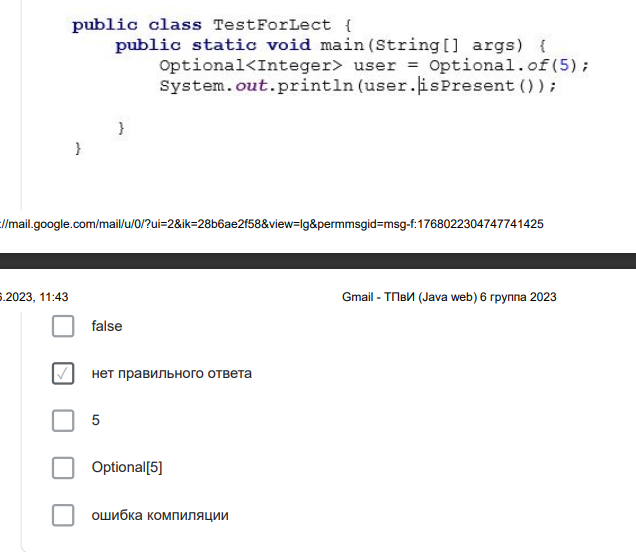 public class TestForLect {
public static void main(String[] args) {
Optional<Integer> user = Optional.of(5);
System.out.println(user.isPresent());
}
}
://mail.google.com/mail/u/0/?ui=2&ik=28b6ae2f58&view=lg&permmsgid=msg-f:1768022304747741425
6.2023, 11:43 Gmail - ТПвИ (Java web) 6 группа 2023
false
нет правильного ответа
5
Optional[5]
ошибка компиляции